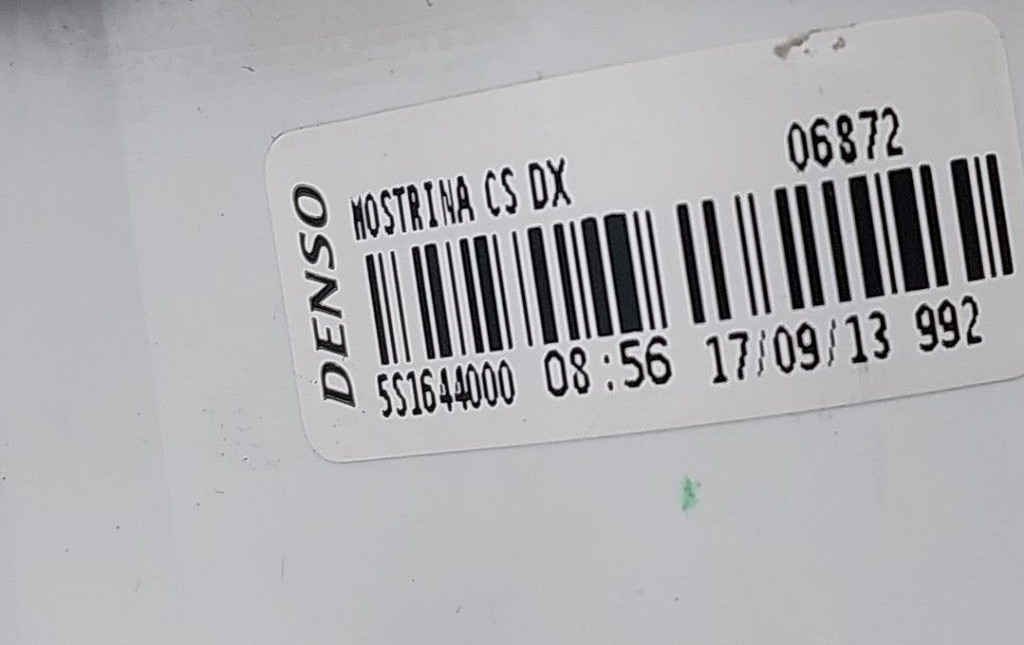 DENSO
MOSTRINA CS DX 06872
5S1644000 08:56 17/09/13 992